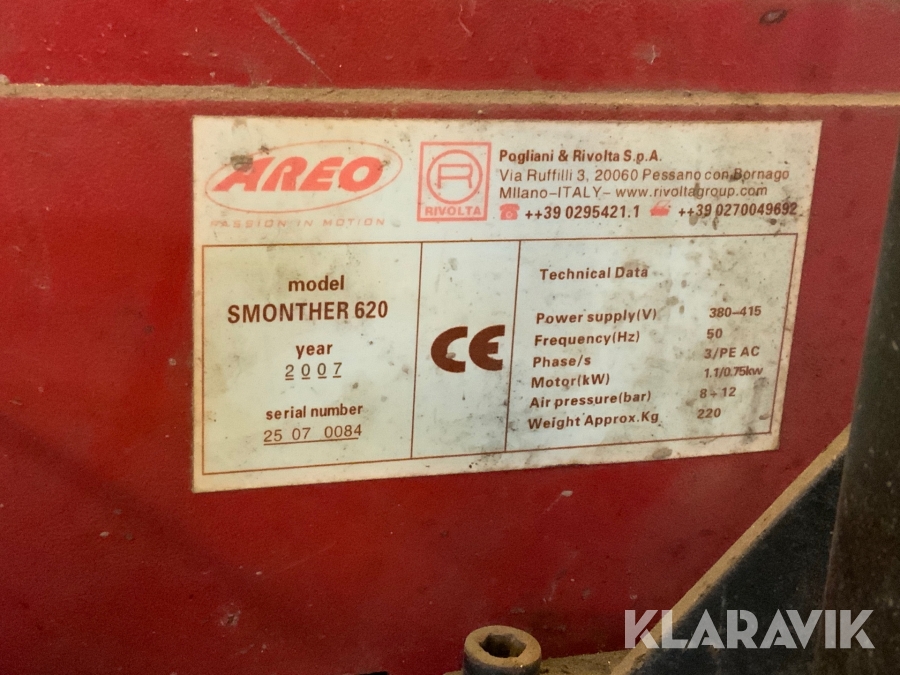 AREO
PASSION IN MOTION
RIVOLTA
Pogliani & Rivolta S.p.A.
Via Ruffilli 3, 20060 Pessano con Bornago
MIlano-ITALY- www.rivoltagroup.com
++39 0295421.1 ++39 0270049692
model
SMONTHER 620
year
2007
serial number
25 07 0084
CE
Technical Data
Power supply(V) 380-415
Frequency(Hz) 50
Phase/s 3/PE AC
Motor(kW) 1.1/0.75kw
Air pressure(bar) 8-12
Weight Approx.Kg 220
KLARAVIK